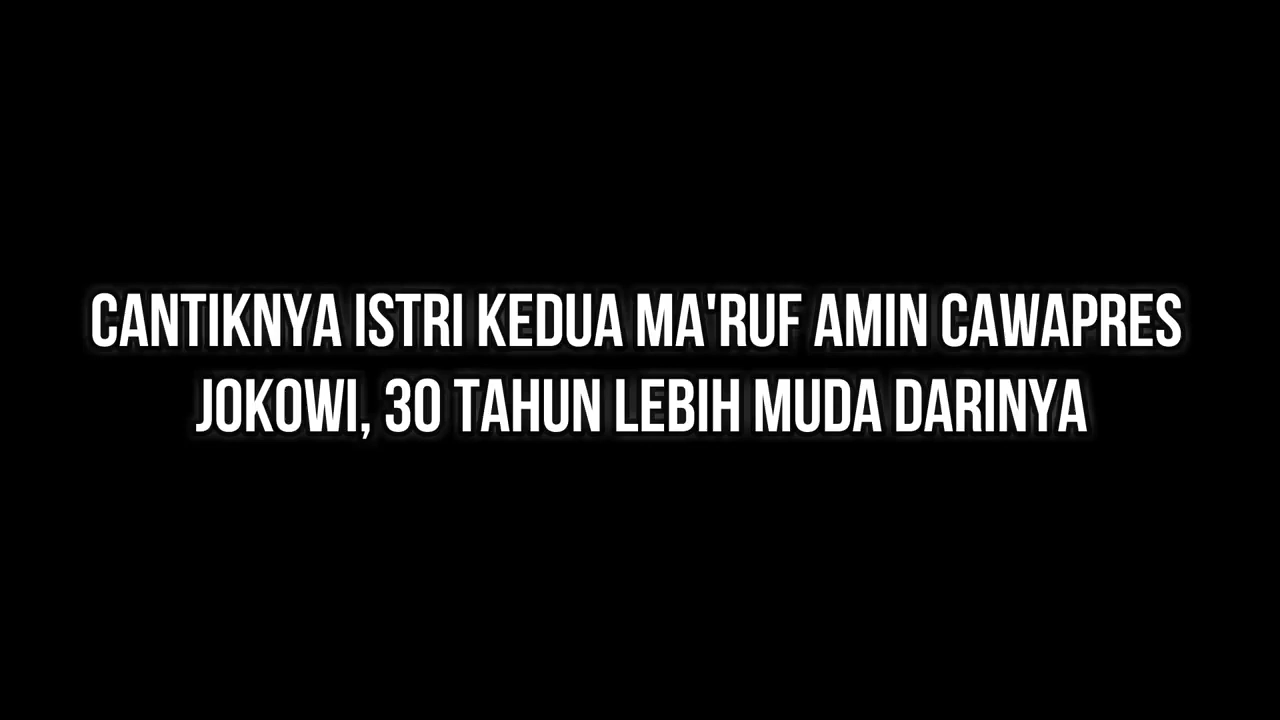 CANTIKNYA ISTRI KEDUA MA'RUF AMIN CAWAPRES
JOKOWI, 30 TAHUN LEBIH MUDA DARINYA